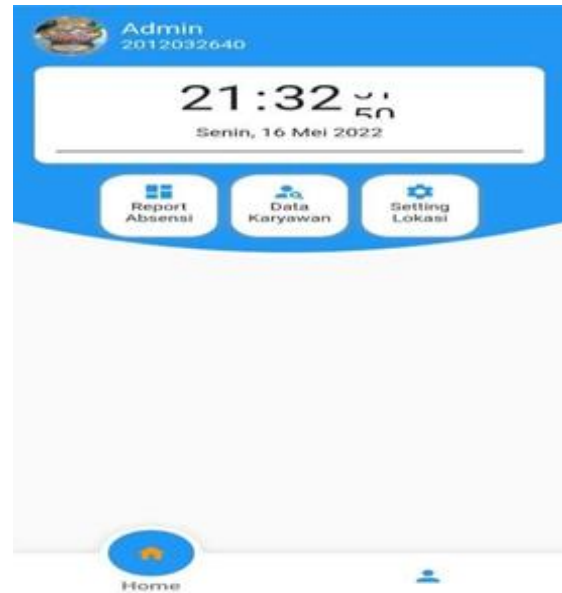 Admin
2012032640
21:32
Senin, 16 Mei 2022
Report
Absensi
Data
Karyawan
Setting
Lokasi
Home